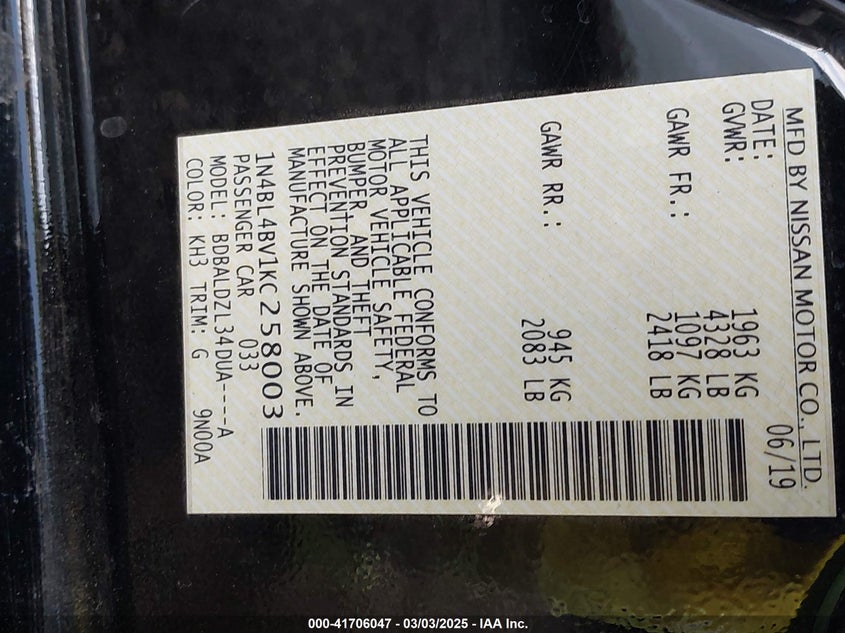 MFD BY NISSAN MOTOR CO., LTD.
DATE: 06/19
GVWR: 1963 KG
4328 LB
GAWR FR.: 1097 KG
2418 LB
GAWR RR.: 945 KG
2083 LB
THIS VEHICLE CONFORMS TO
ALL APPLICABLE FEDERAL
MOTOR VEHICLE SAFETY,
BUMPER, AND THEFT
PREVENTION STANDARDS IN
EFFECT ON THE DATE OF
MANUFACTURE SHOWN ABOVE.
1N4BL4BV1KC258003
PASSENGER CAR 033
MODEL: BDBALDZL34DUA----A
COLOR: KH3 TRIM: G 9N00A
000-41706047 - 03/03/2025 - IAA Inc.